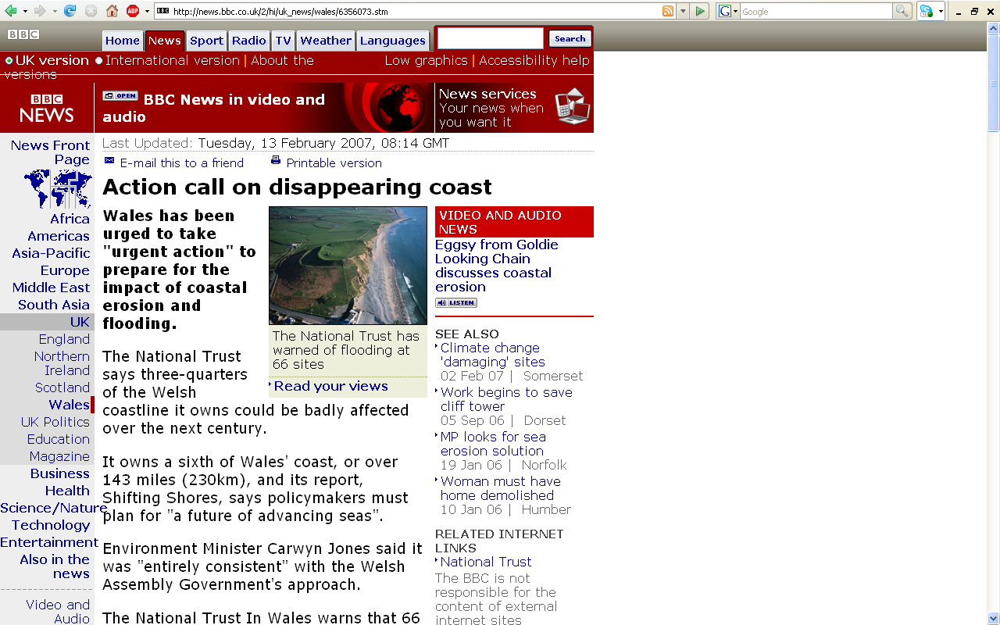 http://news.bbc.co.uk/2/hi/uk_news/wales/6356073.stm
Google
BBC
Home
News
Sport
Radio
TV
Weather
Languages
Search
UK version
International version | About the
versions
Low graphics | Accessibility help
BBC
NEWS
OPEN BBC News in video and
audio
News services
Your news when
you want it
News Front
Page
Africa
Americas
Asia-Pacific
Europe
Middle East
South Asia
UK
England
Northern
Ireland
Scotland
Wales
UK Politics
Education
Magazine
Business
Health
Science/Nature
Technology
Entertainment
Also in the
news
Video and
Audio
Last Updated: Tuesday, 13 February 2007, 08:14 GMT
E-mail this to a friend
Printable version
Action call on disappearing coast
Wales has been
urged to take
"urgent action" to
prepare for the
impact of coastal
erosion and
flooding.
The National Trust has
warned of flooding at
66 sites
Read your views
The National Trust
says three-quarters
of the Welsh
coastline it owns could be badly affected
over the next century.
It owns a sixth of Wales' coast, or over
143 miles (230km), and its report,
Shifting Shores, says policymakers must
plan for "a future of advancing seas".
Environment Minister Carwyn Jones said it
was "entirely consistent" with the Welsh
Assembly Government's approach.
The National Trust In Wales warns that 66
VIDEO AND AUDIO
NEWS
Eggsy from Goldie
Looking Chain
discusses coastal
erosion
LISTEN
SEE ALSO
Climate change
'damaging' sites
02 Feb 07 | Somerset
Work begins to save
cliff tower
05 Sep 06 | Dorset
MP looks for sea
erosion solution
19 Jan 06 | Norfolk
Woman must have
home demolished
10 Jan 06 | Humber
RELATED INTERNET
LINKS
National Trust
The BBC is not
responsible for the
content of external
internet sites